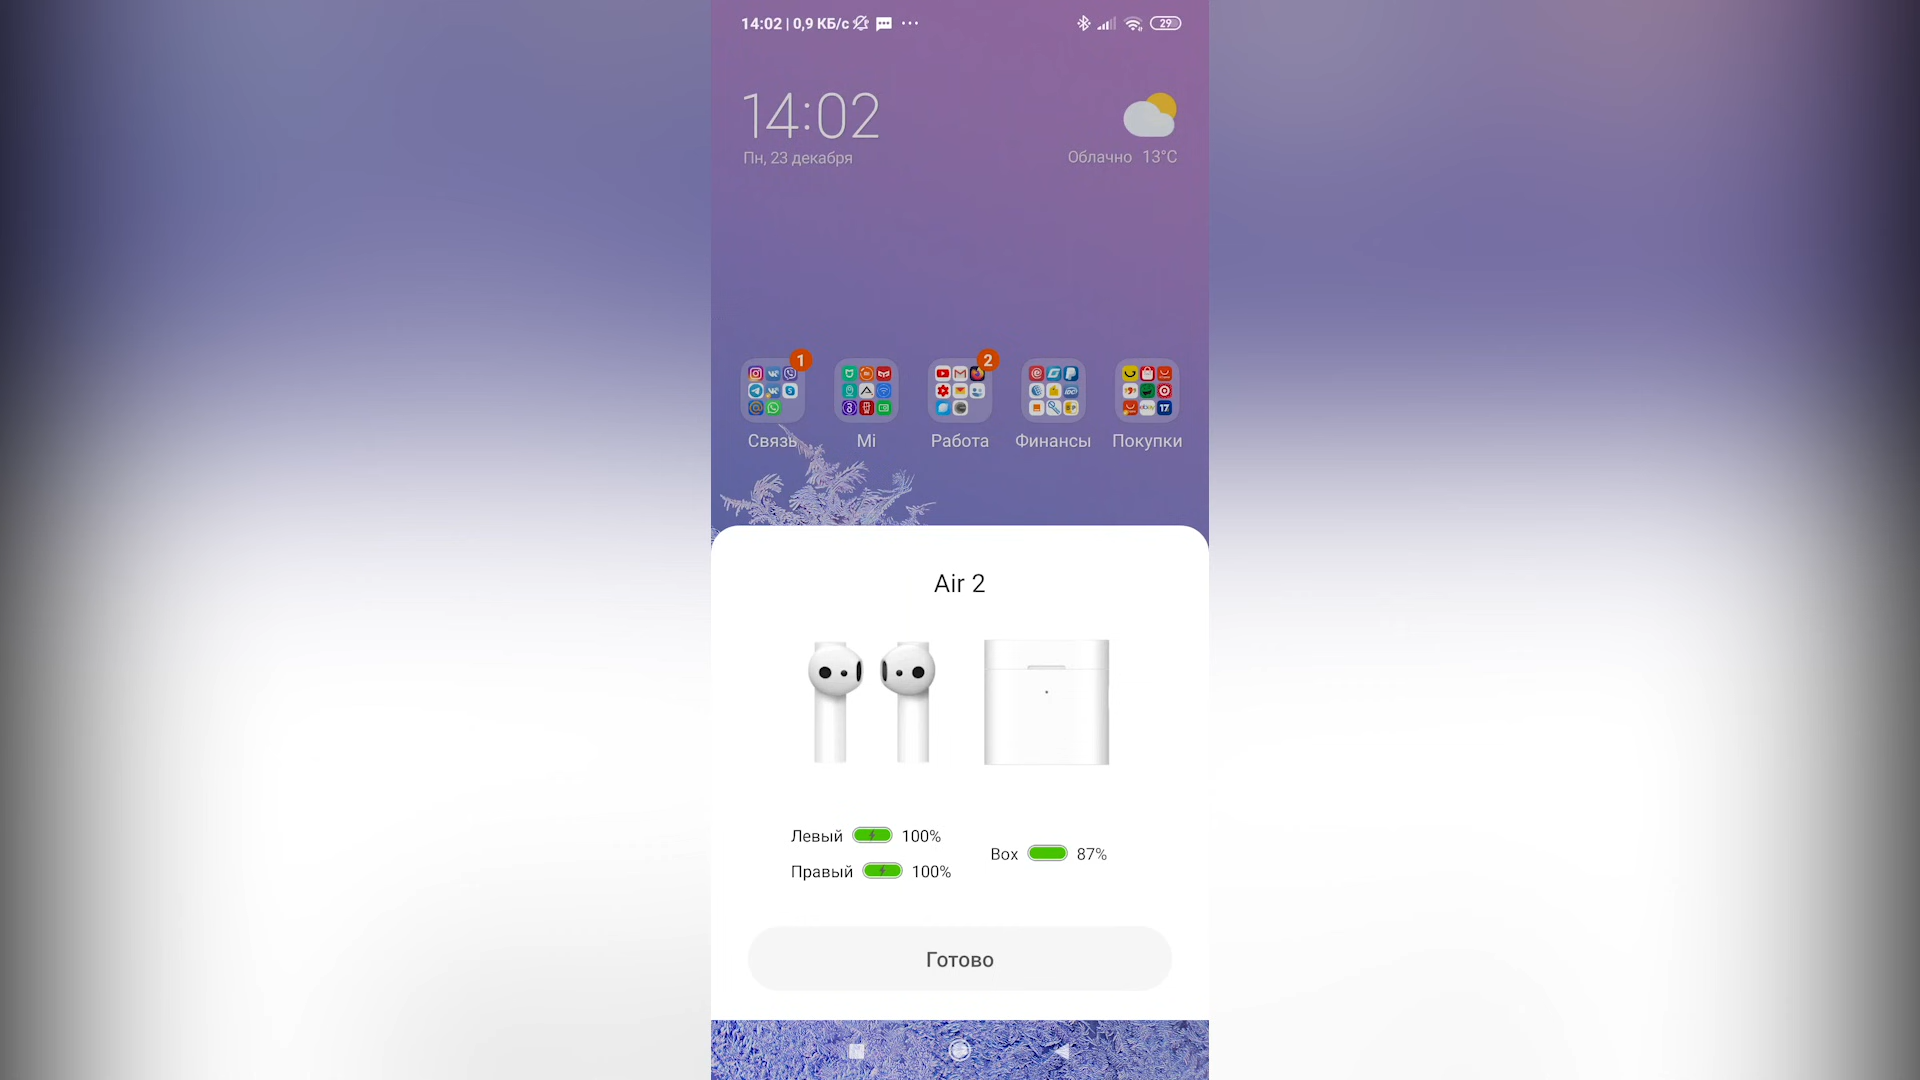 14:02 | 0,9 КБ/с
29
14:02
Пн, 23 декабря
Облачно 13°C
1
2
Связь
Mi
Работа
Финансы
Покупки
Air 2
Левый 100%
Правый 100%
Box 87%
Готово